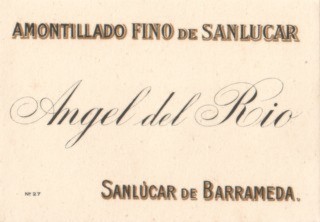 AMONTILLADO FINO DE SANLUCAR
Angel del Rio
Nº 27
SANLÚCAR DE BARRAMEDA.